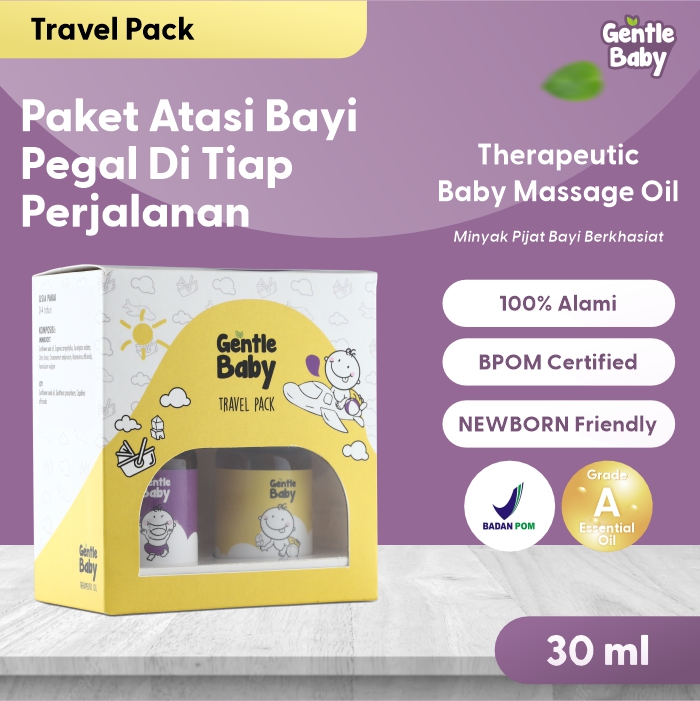 Travel Pack
Gentle
Baby
Paket Atasi Bayi
Pegal Di Tiap
Perjalanan
Therapeutic
Baby Massage Oil
Minyak Pijat Bayi Berkhasiat
100% Alami
BPOM Certified
NEWBORN Friendly
BADAN POM
Grade
A
Essential
Oil
Gentle
Baby
TRAVEL PACK
Gentle
Baby
Gentle
Baby
Gentle
Baby
30 ml